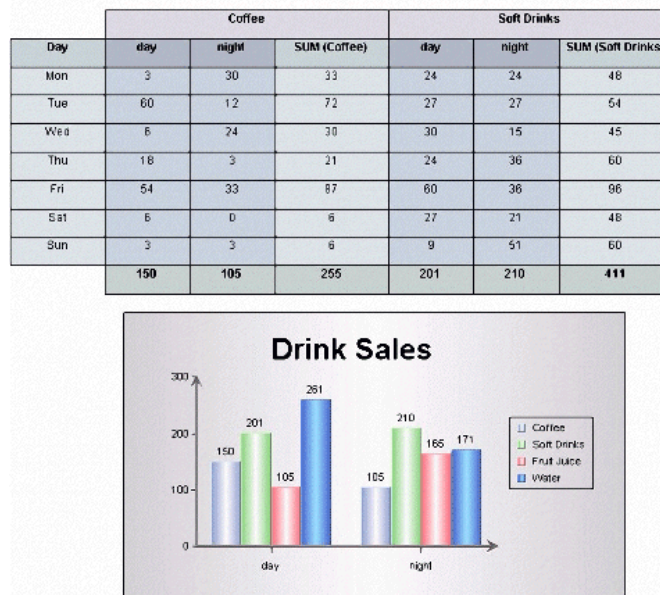 Coffee Soft Drinks
Day day night SUM (Coffee) day night SUM (Soft Drinks
Mon 3 30 33 24 24 48
Tue 60 12 72 27 27 54
Wed 6 24 30 30 15 45
Thu 18 3 21 24 36 60
Fri 54 33 87 60 36 96
Sat 6 0 6 27 21 48
Sun 3 3 6 9 51 60
150 105 255 201 210 411
Drink Sales
300
261
201 210
200
150 165 171
105 105
100
0
day night
Coffee
Soft Drinks
Fruit Juice
Water